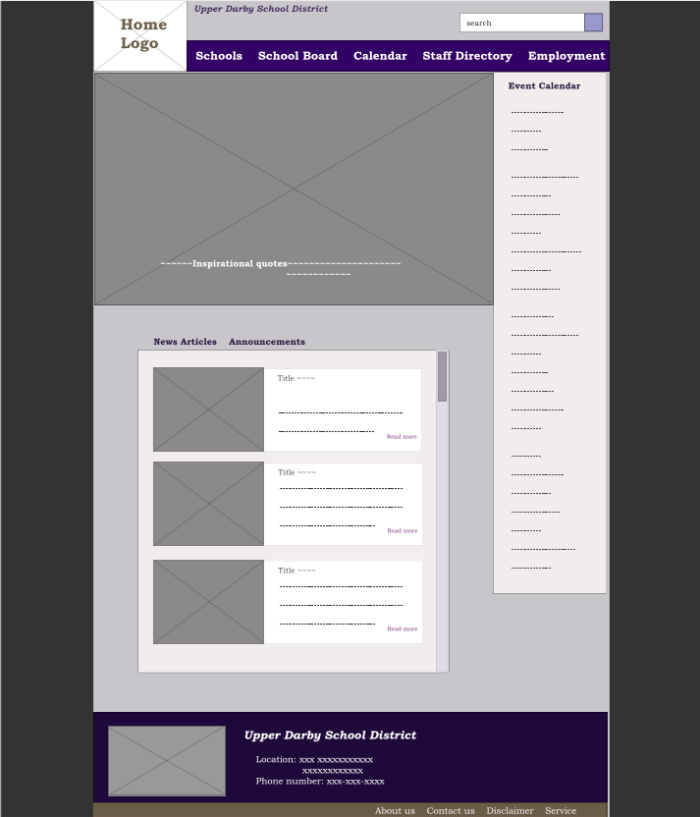 Upper Darby School District
Home
Logo
search
Schools School Board Calendar Staff Directory Employment
Event Calendar
~~~~~~Inspirational quotes~~~~~~~~~~~~~~~~~~~~~
~~~~~~~~~~~~
News Articles Announcements
Title ~~~~
Read more
Title ~~~~
Read more
Title ~~~~
Read more
Upper Darby School District
Location: xxx xxxxxxxxxxx
xxxxxxxxxxxx
Phone number: xxx-xxx-xxxx
About us Contact us Disclaimer Service